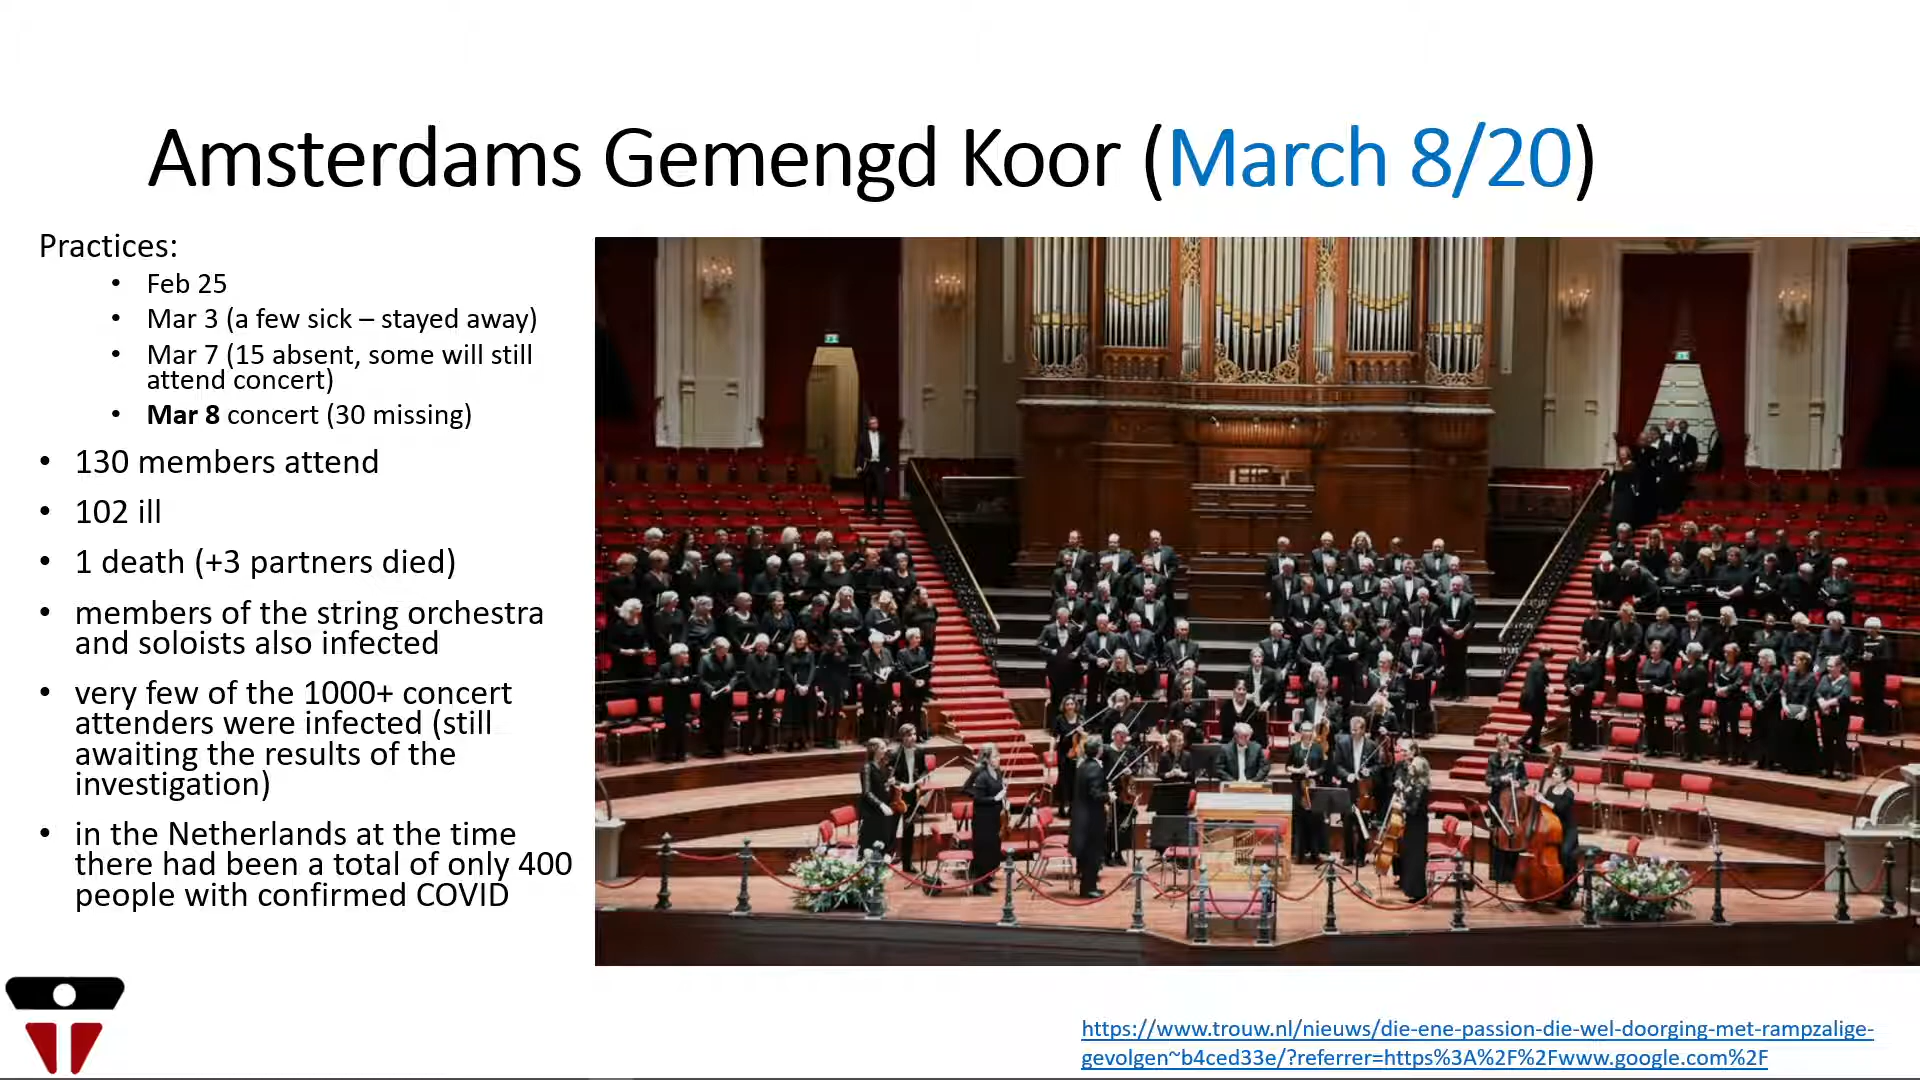 Amsterdams Gemengd Koor (March 8/20)
Practices:
• Feb 25
• Mar 3 (a few sick – stayed away)
• Mar 7 (15 absent, some will still
attend concert)
• Mar 8 concert (30 missing)
• 130 members attend
• 102 ill
• 1 death (+3 partners died)
• members of the string orchestra
and soloists also infected
• very few of the 1000+ concert
attenders were infected (still
awaiting the results of the
investigation)
• in the Netherlands at the time
there had been a total of only 400
people with confirmed COVID
https://www.trouw.nl/nieuws/die-ene-passion-die-wel-doorging-met-rampzalige-
gevolgen~b4ced33e/?referrer=https%3A%2F%2Fwww.google.com%2F